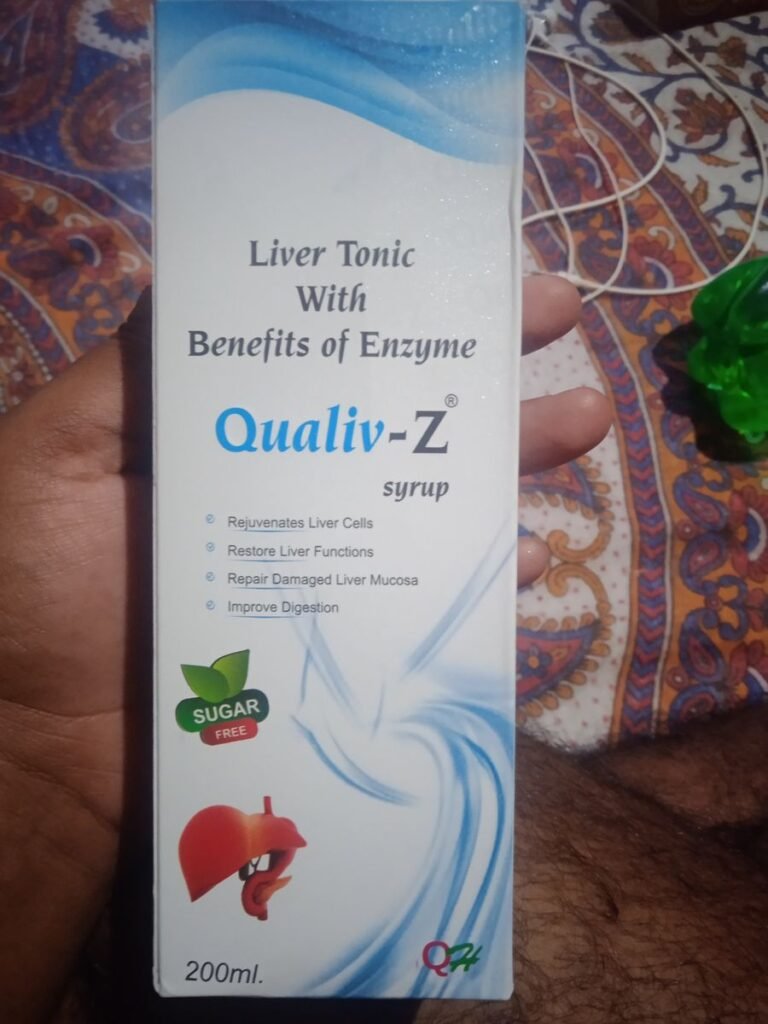 Liver Tonic
With
Benefits of Enzyme
Qualiv-Z®
syrup
Rejuvenates Liver Cells
Restore Liver Functions
Repair Damaged Liver Mucosa
Improve Digestion
SUGAR
FREE
200ml.
QH